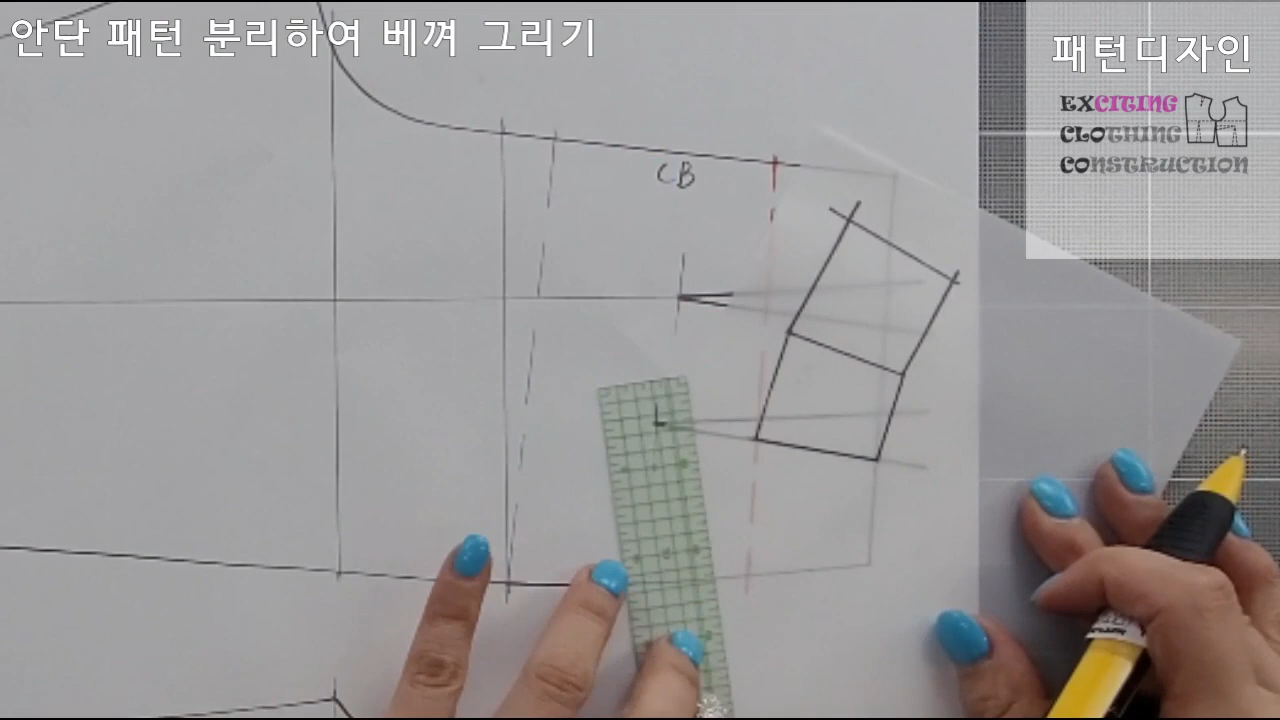 안단 패턴 분리하여 베껴 그리기
패턴디자인
EXCITING
CLOTHING
CONSTRUCTION
CB